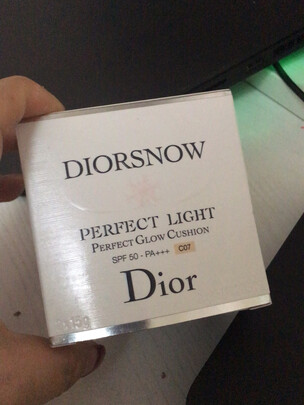 DIORSNOW
PERFECT LIGHT
PERFECT GLOW CUSHION
SPF 50 - PA+++ C07
Dior